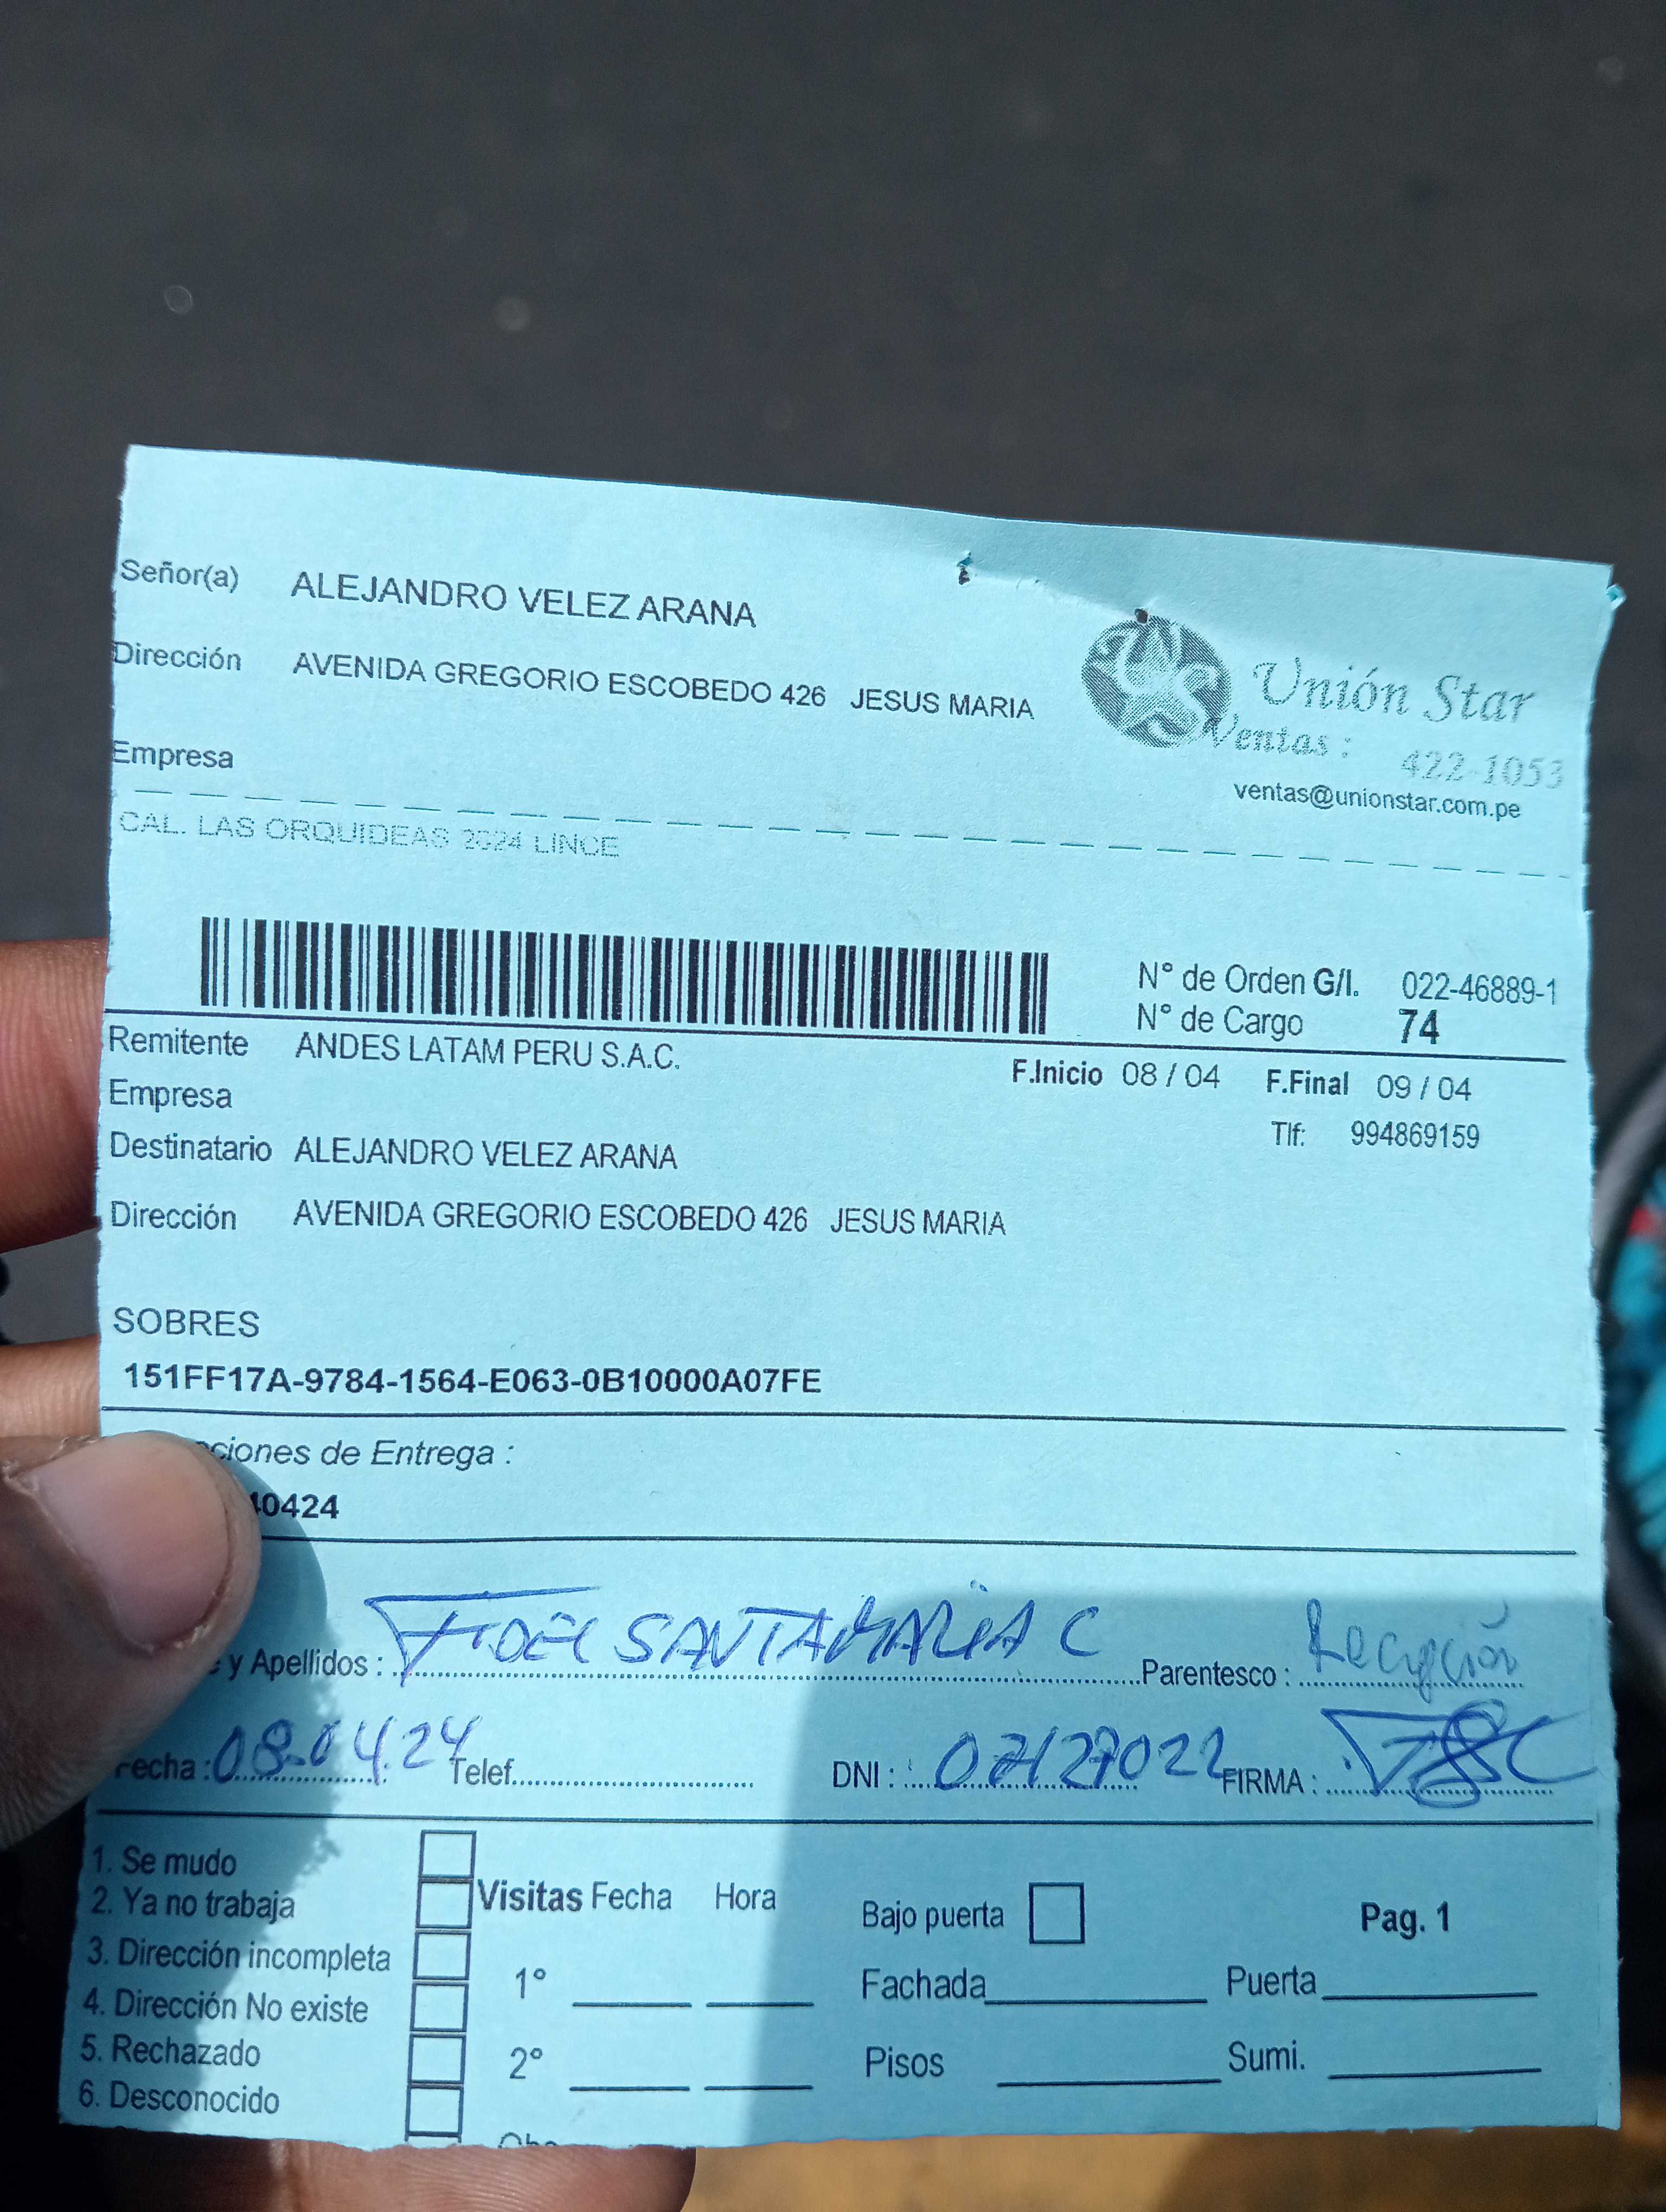 Señor(a) ALEJANDRO VELEZ ARANA
Dirección AVENIDA GREGORIO ESCOBEDO 426 JESUS MARIA
Unión Star
Ventas : 422-1053
ventas@unionstar.com.pe
Empresa
CAL. LAS ORQUIDEAS 2624 LINCE
N° de Orden G/I. 022-46889-1
N° de Cargo 74
Remitente ANDES LATAM PERU S.A.C.
F.Inicio 08 / 04 F.Final 09 / 04
Empresa
Tlf: 994869159
Destinatario ALEJANDRO VELEZ ARANA
Dirección AVENIDA GREGORIO ESCOBEDO 426 JESUS MARIA
SOBRES
151FF17A-9784-1564-E063-0B10000A07FE
ciones de Entrega :
40424
y Apellidos : FIDEL SANTAMARIA C Parentesco : Recepción
Fecha : 08.04.24 Telef. DNI : FIRMA :
1. Se mudo
2. Ya no trabaja
3. Dirección incompleta
4. Dirección No existe
5. Rechazado
6. Desconocido
Visitas Fecha Hora
1°
2°
Bajo puerta Pag. 1
Fachada Puerta
Pisos Sumi.